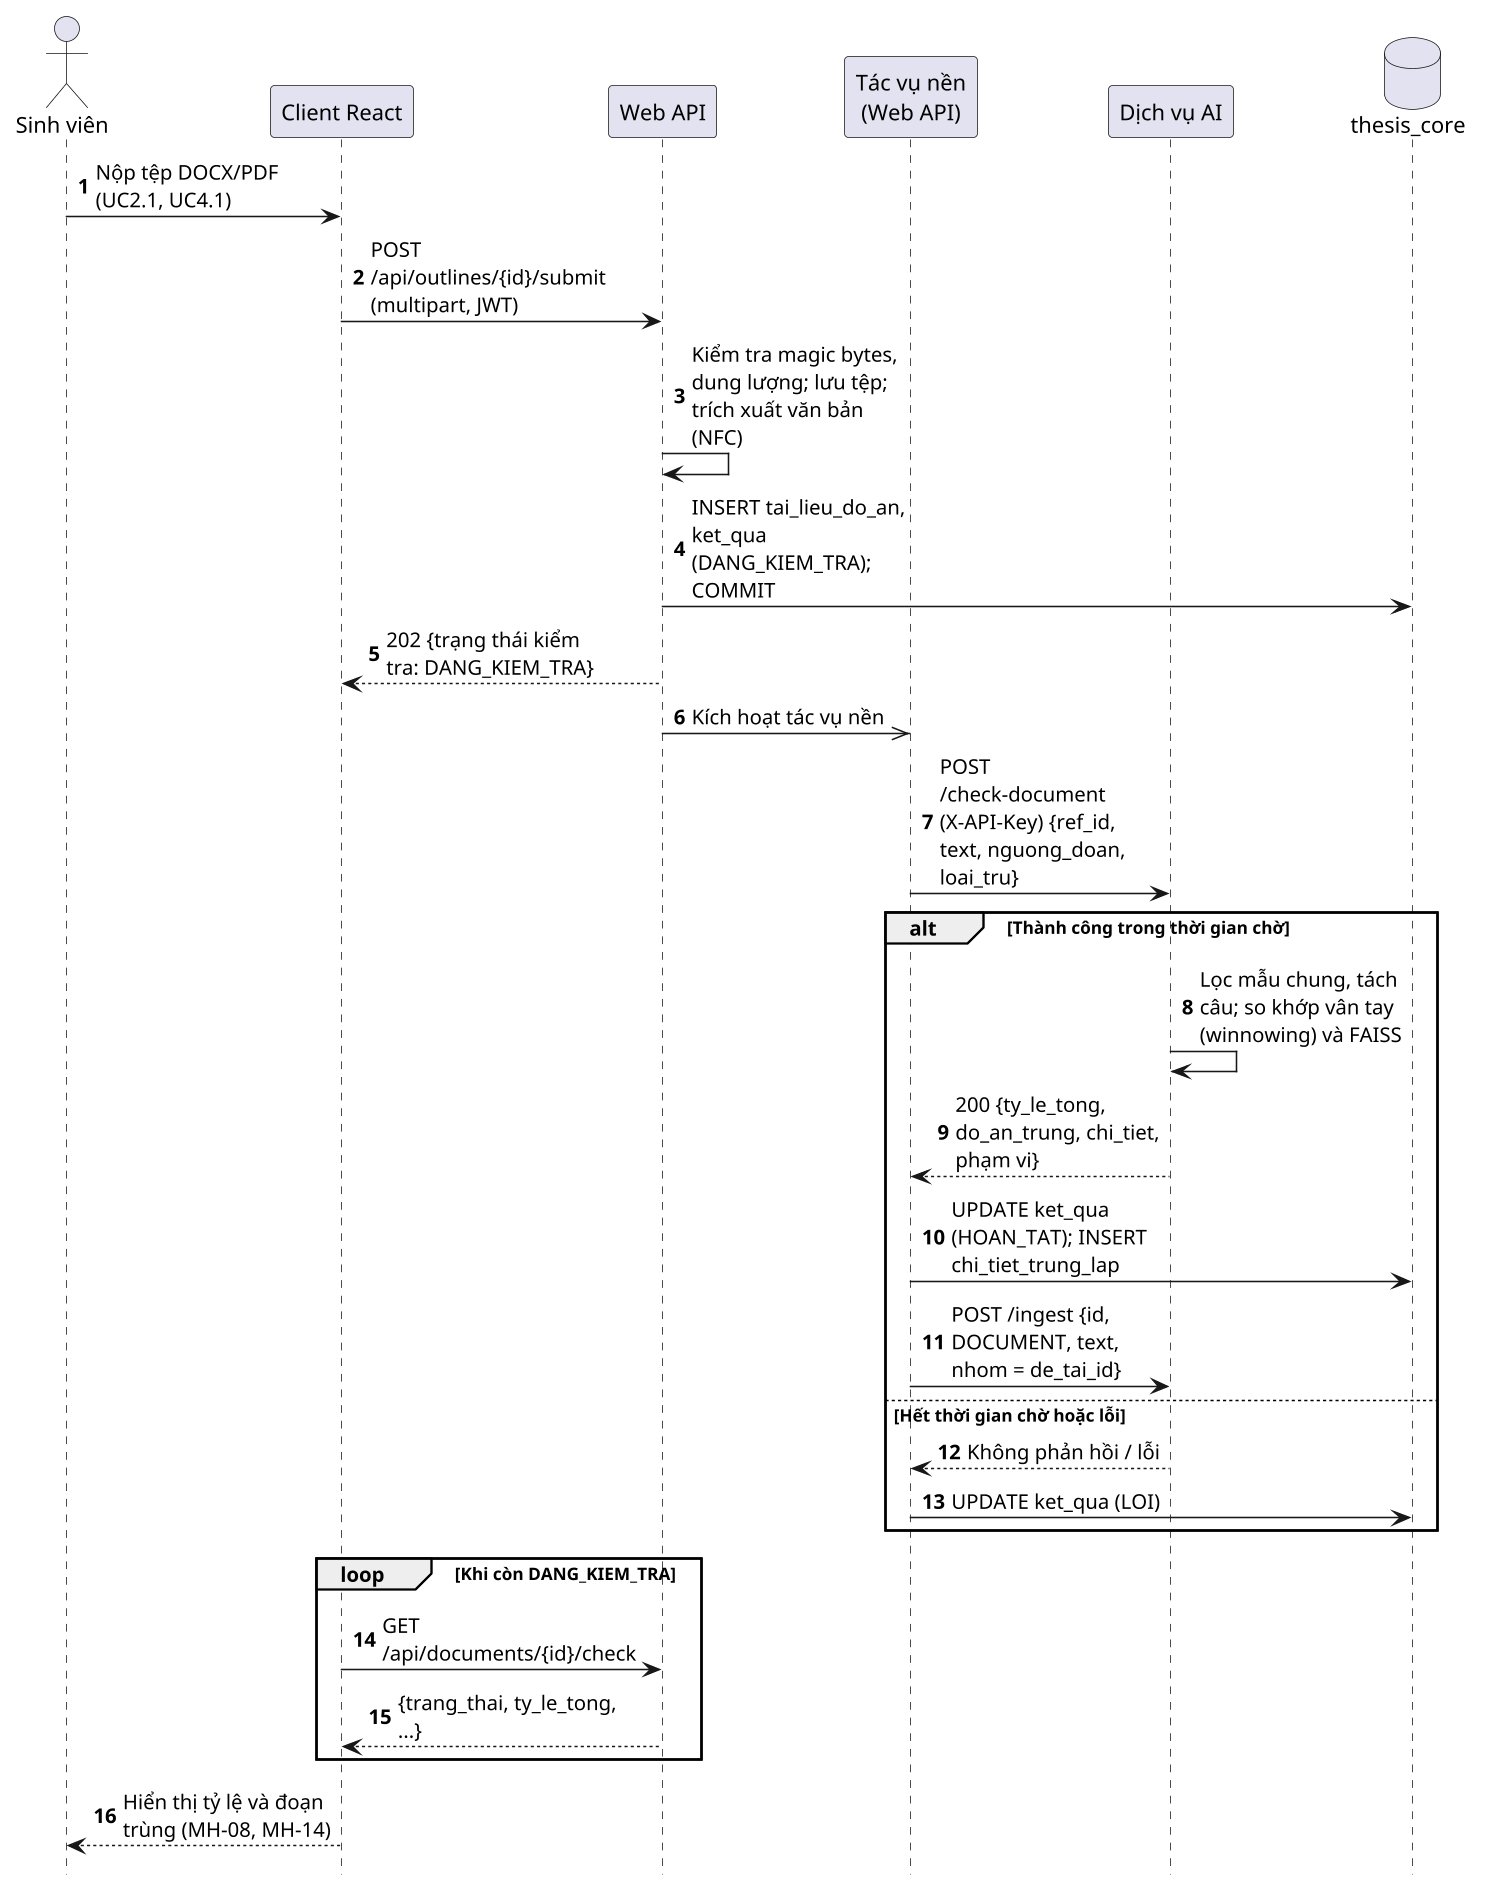 Sinh viên
Client React
Web API
Tác vụ nền
(Web API)
Dịch vụ AI
thesis_core
1 Nộp tệp DOCX/PDF
(UC2.1, UC4.1)
POST
2 /api/outlines/{id}/submit
(multipart, JWT)
Kiểm tra magic bytes,
dung lượng; lưu tệp;
3 trích xuất văn bản
(NFC)
INSERT tai_lieu_do_an,
ket_qua
4 (DANG_KIEM_TRA);
COMMIT
5 202 {trạng thái kiểm
tra: DANG_KIEM_TRA}
6 Kích hoạt tác vụ nền
POST
/check-document
7 (X-API-Key) {ref_id,
text, nguong_doan,
loai_tru}
alt [Thành công trong thời gian chờ]
Lọc mẫu chung, tách
8 câu; so khớp vân tay
(winnowing) và FAISS
200 {ty_le_tong,
9 do_an_trung, chi_tiet,
phạm vi}
UPDATE ket_qua
10 (HOAN_TAT); INSERT
chi_tiet_trung_lap
POST /ingest {id,
11 DOCUMENT, text,
nhom = de_tai_id}
[Hết thời gian chờ hoặc lỗi]
12 Không phản hồi / lỗi
13 UPDATE ket_qua (LOI)
loop [Khi còn DANG_KIEM_TRA]
14 GET
/api/documents/{id}/check
15 {trang_thai, ty_le_tong,
...}
16 Hiển thị tỷ lệ và đoạn
trùng (MH-08, MH-14)